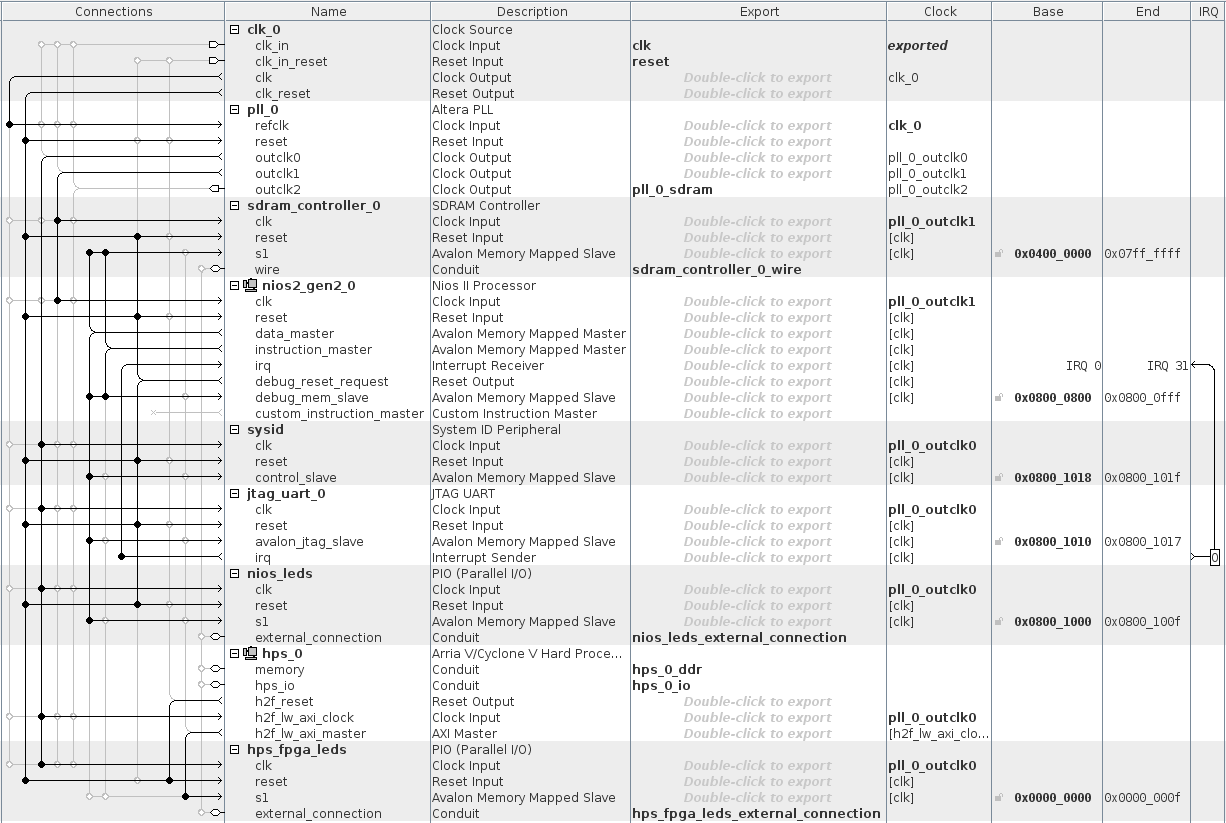 Connections Name Description Export Clock Base End IRQ
clk_0 Clock Source
clk_in Clock Input clk exported
clk_in_reset Reset Input reset
clk Clock Output Double-click to export clk_0
clk_reset Reset Output Double-click to export
pll_0 Altera PLL
refclk Clock Input Double-click to export clk_0
reset Reset Input Double-click to export
outclk0 Clock Output Double-click to export pll_0_outclk0
outclk1 Clock Output Double-click to export pll_0_outclk1
outclk2 Clock Output pll_0_sdram pll_0_outclk2
sdram_controller_0 SDRAM Controller
clk Clock Input Double-click to export pll_0_outclk1
reset Reset Input Double-click to export [clk]
s1 Avalon Memory Mapped Slave Double-click to export [clk] 0x0400_0000 0x07ff_ffff
wire Conduit sdram_controller_0_wire
nios2_gen2_0 Nios II Processor
clk Clock Input Double-click to export pll_0_outclk1
reset Reset Input Double-click to export [clk]
data_master Avalon Memory Mapped Master Double-click to export [clk]
instruction_master Avalon Memory Mapped Master Double-click to export [clk]
irq Interrupt Receiver Double-click to export [clk] IRQ 0 IRQ 31
debug_reset_request Reset Output Double-click to export [clk]
debug_mem_slave Avalon Memory Mapped Slave Double-click to export [clk] 0x0800_0800 0x0800_0fff
custom_instruction_master Custom Instruction Master Double-click to export
sysid System ID Peripheral
clk Clock Input Double-click to export pll_0_outclk0
reset Reset Input Double-click to export [clk]
control_slave Avalon Memory Mapped Slave Double-click to export [clk] 0x0800_1018 0x0800_101f
jtag_uart_0 JTAG UART
clk Clock Input Double-click to export pll_0_outclk0
reset Reset Input Double-click to export [clk]
avalon_jtag_slave Avalon Memory Mapped Slave Double-click to export [clk] 0x0800_1010 0x0800_1017
irq Interrupt Sender Double-click to export [clk] 0
nios_leds PIO (Parallel I/O)
clk Clock Input Double-click to export pll_0_outclk0
reset Reset Input Double-click to export [clk]
s1 Avalon Memory Mapped Slave Double-click to export [clk] 0x0800_1000 0x0800_100f
external_connection Conduit nios_leds_external_connection
hps_0 Arria V/Cyclone V Hard Proce...
memory Conduit hps_0_ddr
hps_io Conduit hps_0_io
h2f_reset Reset Output Double-click to export
h2f_lw_axi_clock Clock Input Double-click to export pll_0_outclk0
h2f_lw_axi_master AXI Master Double-click to export [h2f_lw_axi_clo...
hps_fpga_leds PIO (Parallel I/O)
clk Clock Input Double-click to export pll_0_outclk0
reset Reset Input Double-click to export [clk]
s1 Avalon Memory Mapped Slave Double-click to export [clk] 0x0000_0000 0x0000_000f
external_connection Conduit hps_fpga_leds_external_connection